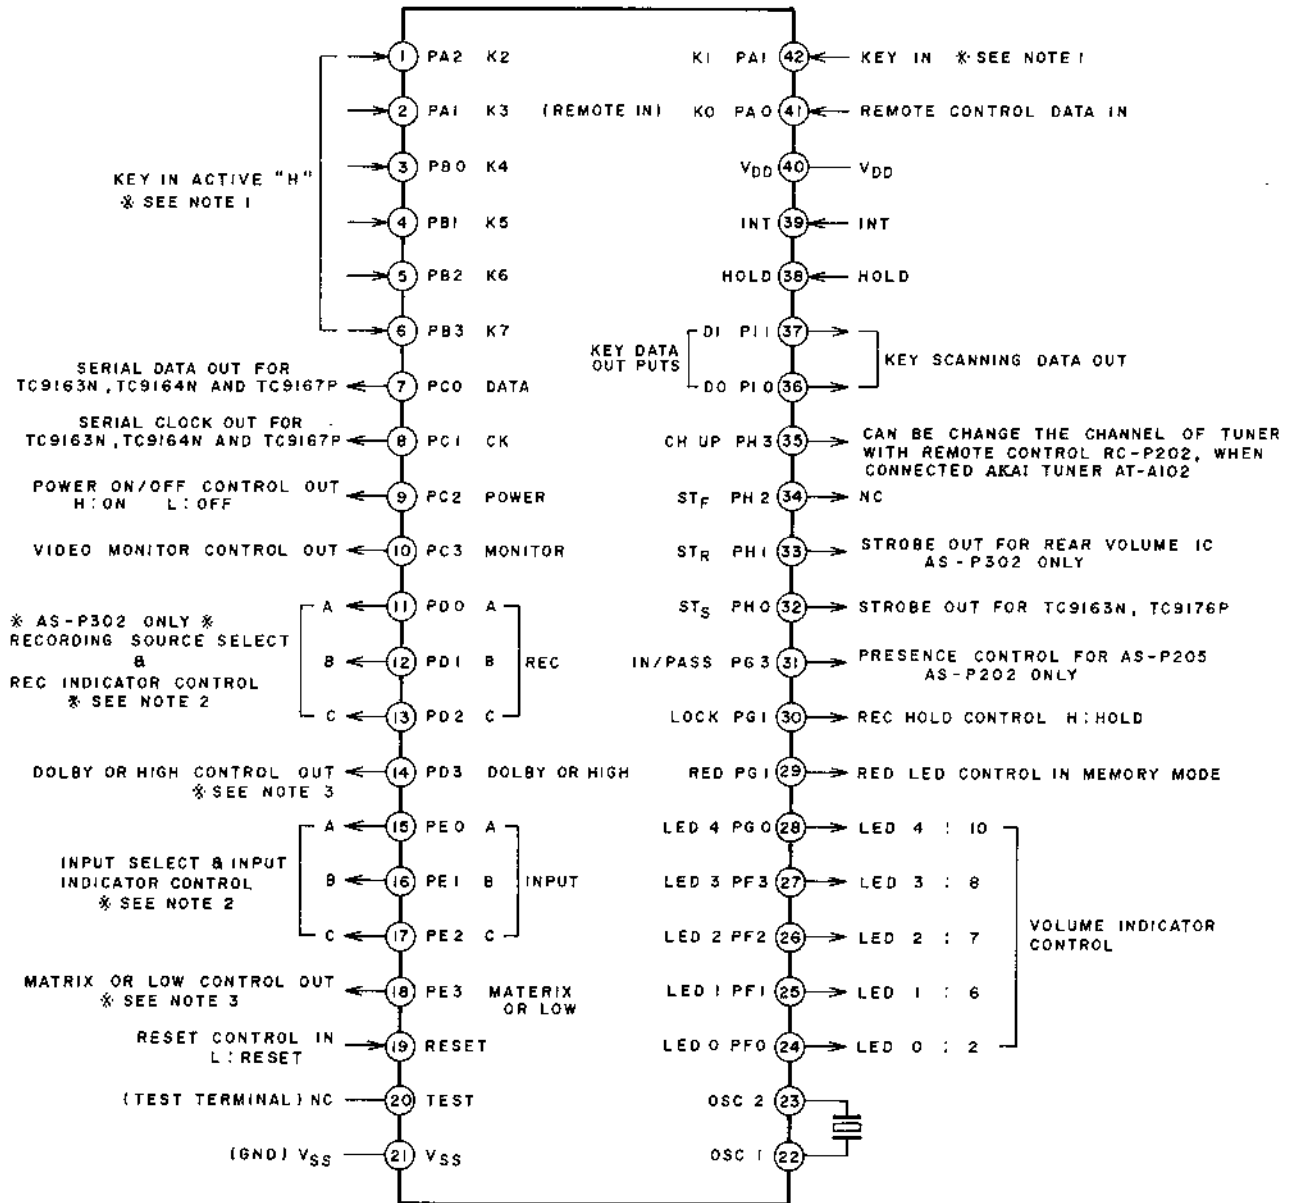 1 PA2 K2
2 PA1 K3
3 PB0 K4
KEY IN ACTIVE "H"
※ SEE NOTE 1
4 PB1 K5
5 PB2 K6
6 PB3 K7
SERIAL DATA OUT FOR
TC9163N, TC9164N AND TC9167P
7 PC0 DATA
SERIAL CLOCK OUT FOR
TC9163N, TC9164N AND TC9167P
8 PC1 CK
POWER ON/OFF CONTROL OUT
H:ON L:OFF
9 PC2 POWER
VIDEO MONITOR CONTROL OUT
10 PC3 MONITOR
※ AS-P302 ONLY ※
RECORDING SOURCE SELECT
&
REC INDICATOR CONTROL
※ SEE NOTE 2
A 11 PD0 A
B 12 PD1 B REC
C 13 PD2 C
DOLBY OR HIGH CONTROL OUT
※ SEE NOTE 3
14 PD3 DOLBY OR HIGH
INPUT SELECT & INPUT
INDICATOR CONTROL
※ SEE NOTE 2
A 15 PE0 A
B 16 PE1 B INPUT
C 17 PE2 C
MATRIX OR LOW CONTROL OUT
※ SEE NOTE 3
18 PE3 MATERIX
OR LOW
RESET CONTROL IN
L:RESET
19 RESET
(TEST TERMINAL) NC 20 TEST
(GND) VSS 21 VSS
K1 PA1 42 KEY IN ※ SEE NOTE 1
(REMOTE IN) K0 PA0 41 REMOTE CONTROL DATA IN
VDD 40 VDD
INT 39 INT
HOLD 38 HOLD
KEY DATA
OUT PUTS
D1 PI1 37
KEY SCANNING DATA OUT
D0 PI0 36
CH UP PH3 35
CAN BE CHANGE THE CHANNEL OF TUNER
WITH REMOTE CONTROL RC-P202, WHEN
CONNECTED AKAI TUNER AT-A102
STF PH2 34 NC
STR PH1 33 STROBE OUT FOR REAR VOLUME IC
AS-P302 ONLY
STS PH0 32 STROBE OUT FOR TC9163N, TC9176P
IN/PASS PG3 31 PRESENCE CONTROL FOR AS-P205
AS-P202 ONLY
LOCK PG1 30 REC HOLD CONTROL H:HOLD
RED PG1 29 RED LED CONTROL IN MEMORY MODE
LED 4 PG0 28 LED 4 : 10
LED 3 PF3 27 LED 3 : 8
LED 2 PF2 26 LED 2 : 7
VOLUME INDICATOR
CONTROL
LED 1 PF1 25 LED 1 : 6
LED 0 PF0 24 LED 0 : 2
OSC 2 23
OSC 1 22